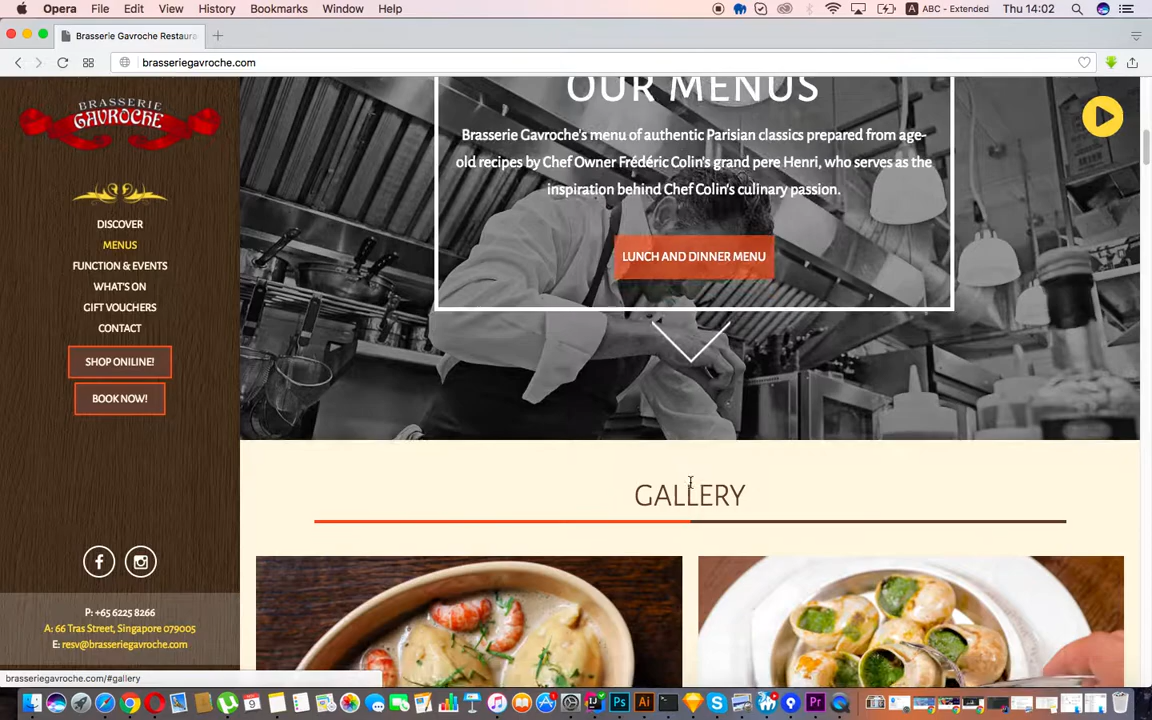 Opera File Edit View History Bookmarks Window Help
ABC - Extended Thu 14:02
Brasserie Gavroche Restaura
brasseriegavroche.com
BRASSERIE
GAVROCHE
DISCOVER
MENUS
FUNCTION & EVENTS
WHAT'S ON
GIFT VOUCHERS
CONTACT
SHOP ONILINE!
BOOK NOW!
P: +65 6225 8266
A: 66 Tras Street, Singapore 079005
E: resv@brasseriegavroche.com
brasseriegavroche.com/#gallery
OUR MENUS
Brasserie Gavroche's menu of authentic Parisian classics prepared from age-
old recipes by Chef Owner Frédéric Colin's grand pere Henri, who serves as the
inspiration behind Chef Colin's culinary passion.
LUNCH AND DINNER MENU
GALLERY